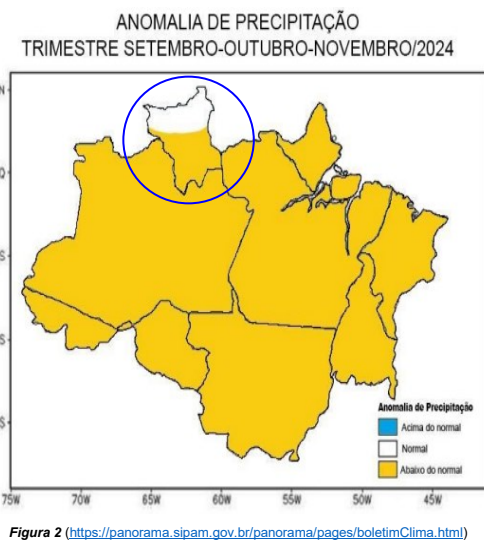 ANOMALIA DE PRECIPITAÇÃO
TRIMESTRE SETEMBRO-OUTUBRO-NOVEMBRO/2024
N
Q
S
S
S
Anomalia de Precipitação
Acima do normal
Normal
Abaixo do normal
75W 70W 65W 60W 55W 50W 45W
Figura 2 (https://panorama.sipam.gov.br/panorama/pages/boletimClima.html)